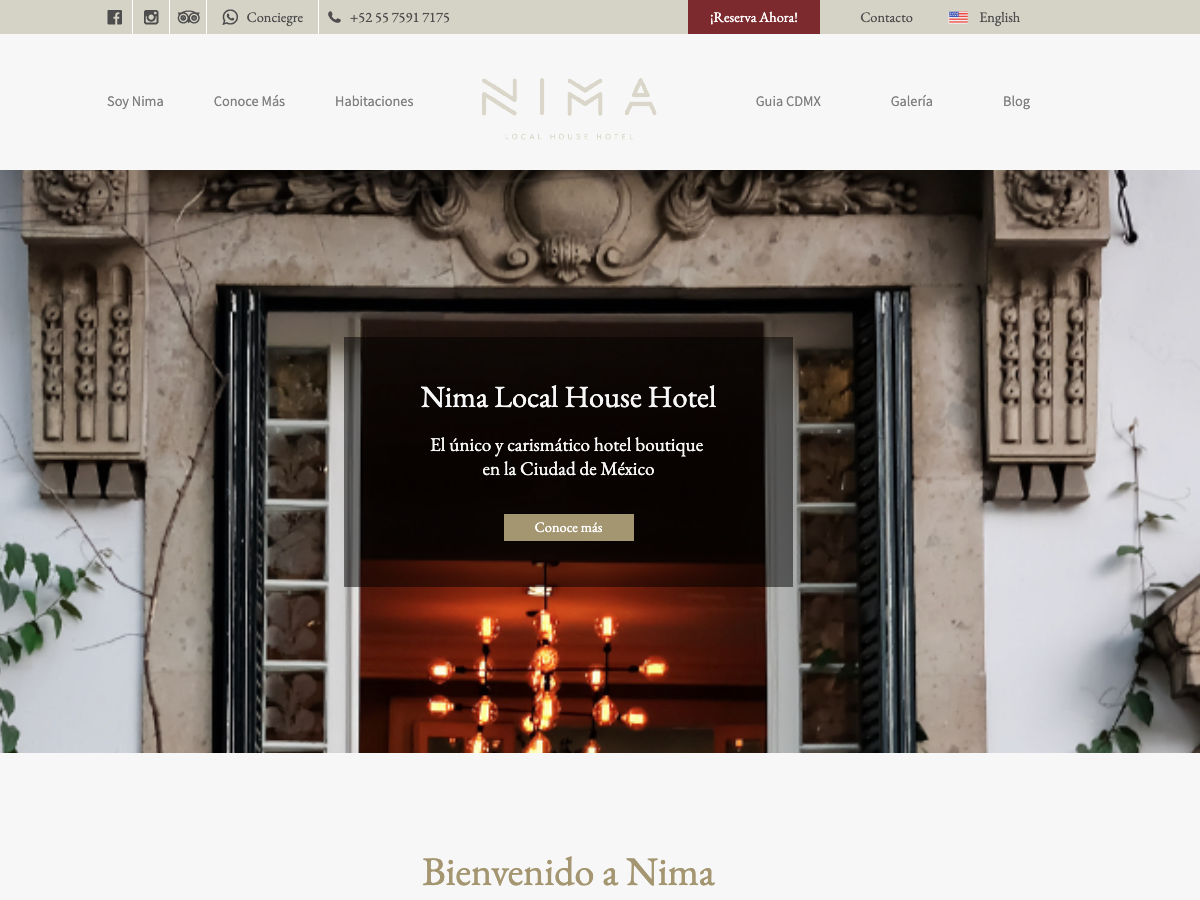 Conciegre
+52 55 7591 7175
¡Reserva Ahora!
Contacto
English
Soy Nima
Conoce Más
Habitaciones
NIMA
LOCAL HOUSE HOTEL
Guia CDMX
Galería
Blog
Nima Local House Hotel
El único y carismático hotel boutique
en la Ciudad de México
Conoce más
Bienvenido a Nima